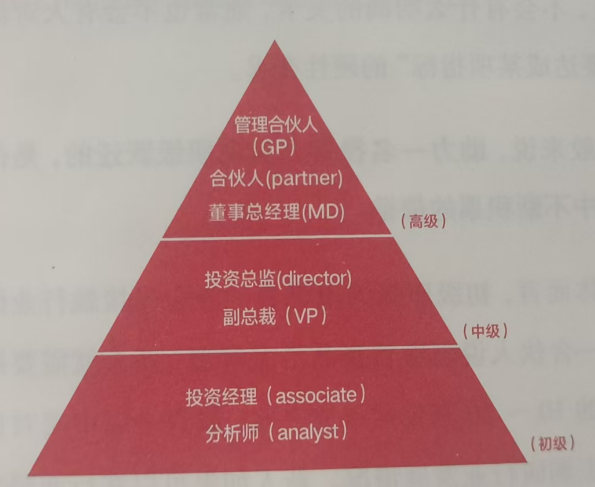 管理合伙人
（GP）
合伙人(partner)
董事总经理(MD)
（高级）
投资总监(director)
副总裁（VP）
（中级）
投资经理（associate）
分析师（analyst）
（初级）